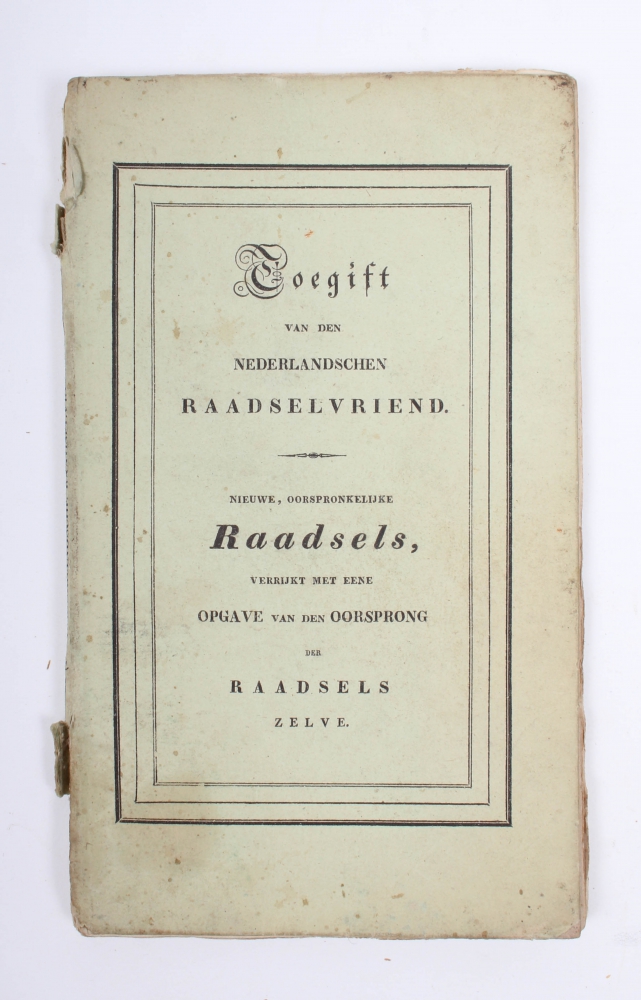 Toegift
VAN DEN
NEDERLANDSCHEN
RAADSELVRIEND.
NIEUWE, OORSPRONKELIJKE
Raadsels,
VERRIJKT MET EENE
OPGAVE VAN DEN OORSPRONG
DER
RAADSELS
ZELVE.